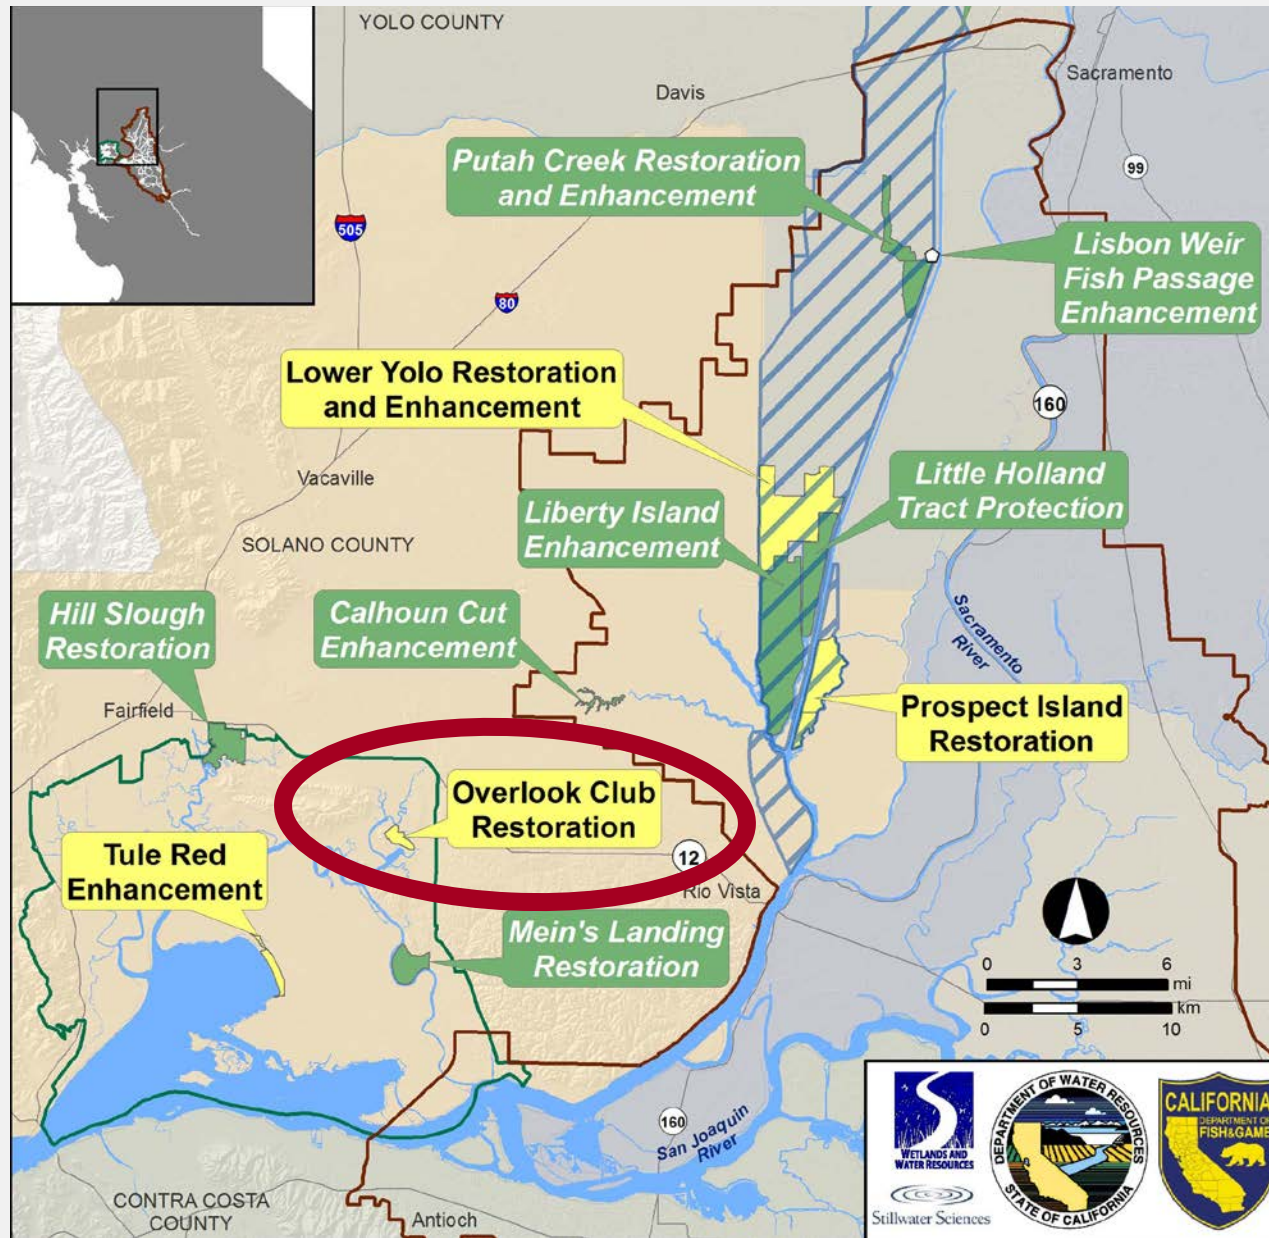 YOLO COUNTY
Sacramento
Davis
Putah Creek Restoration
and Enhancement
99
505
Lisbon Weir
Fish Passage
Enhancement
80
Lower Yolo Restoration
and Enhancement
160
Vacaville
Little Holland
Tract Protection
Liberty Island
Enhancement
SOLANO COUNTY
Hill Slough
Restoration
Calhoun Cut
Enhancement
Sacramento
River
Fairfield
Prospect Island
Restoration
Overlook Club
Restoration
Tule Red
Enhancement
12
Rio Vista
Mein's Landing
Restoration
0 3 6
mi
km
0 5 10
160
San Joaquin
River
CONTRA COSTA
COUNTY
Antioch
WETLANDS AND
WATER RESOURCES
Stillwater Sciences
DEPARTMENT OF WATER RESOURCES
STATE OF CALIFORNIA
CALIFORNIA
DEPARTMENT OF
FISH&GAME